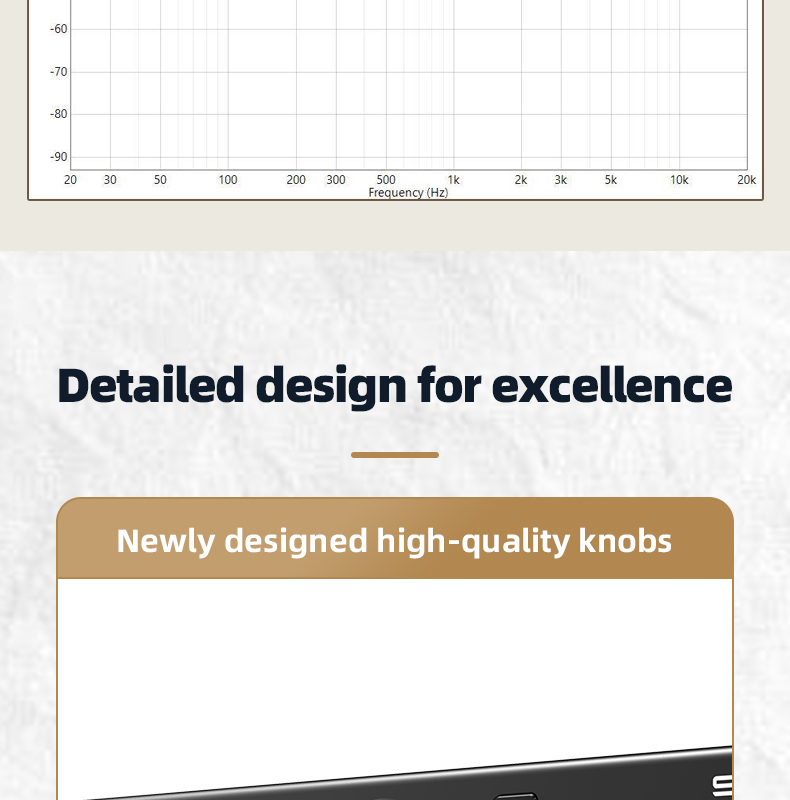 -60
-70
-80
-90
20 30 50 100 200 300 500 1k 2k 3k 5k 10k 20k
Frequency (Hz)
Detailed design for excellence
Newly designed high-quality knobs